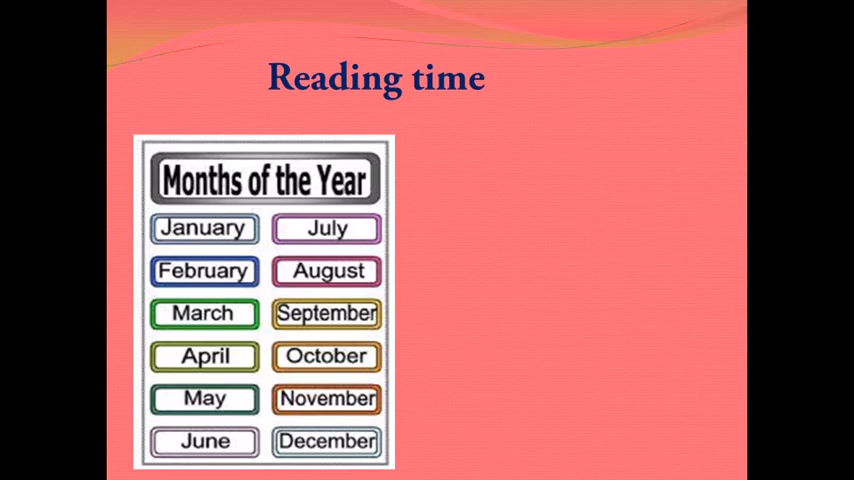 Reading time
Months of the Year
January
February
March
April
May
June
July
August
September
October
November
December